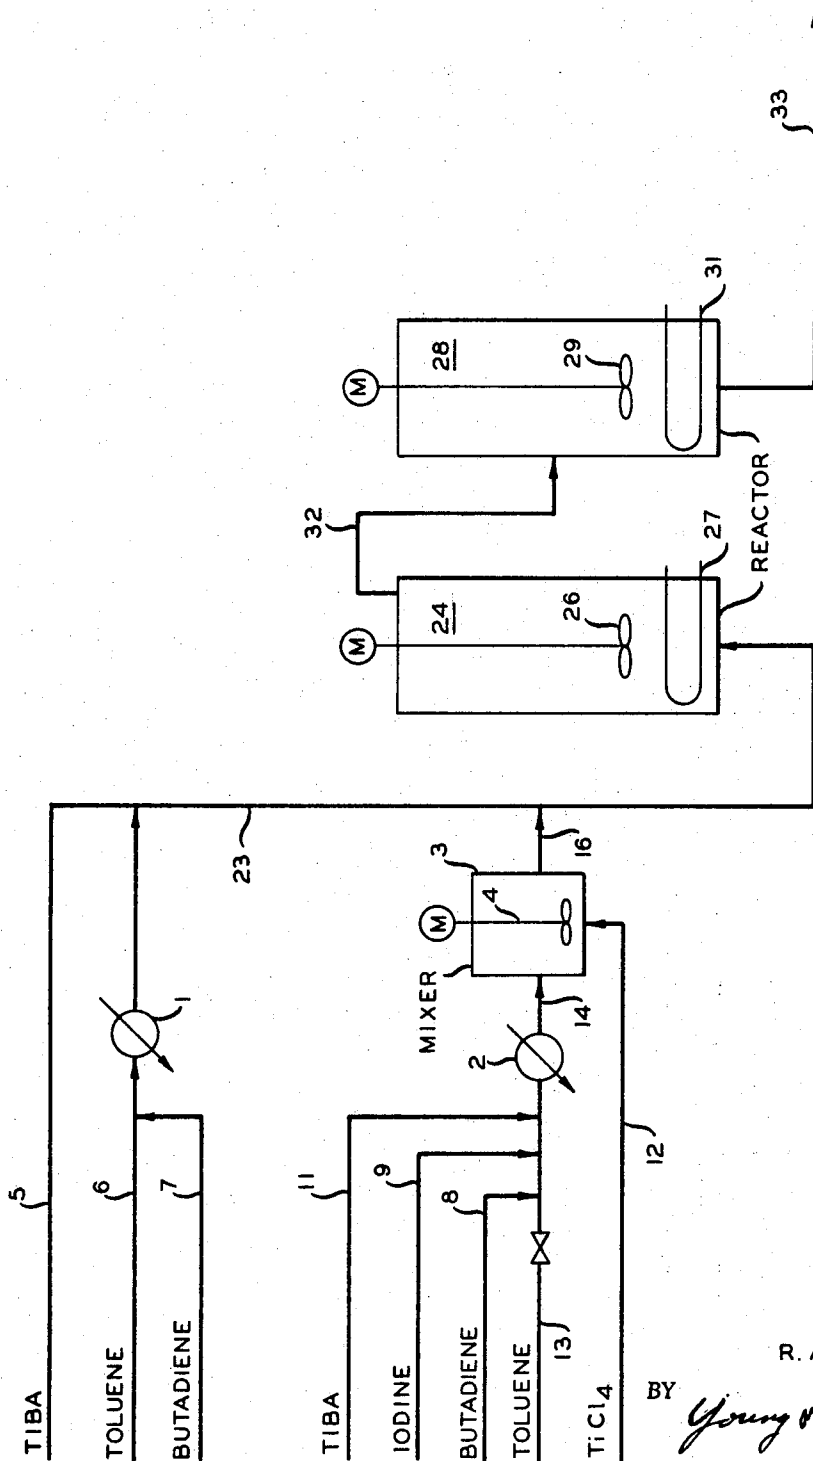 TIBA
5
TOLUENE
6
1
BUTADIENE
7
23
TIBA
11
IODINE
9
BUTADIENE
8
TOLUENE
13
2
14
MIXER
M
3
4
16
TiCl4
12
M
24
26
27
32
REACTOR
M
28
29
31
33
BY
R.
Young